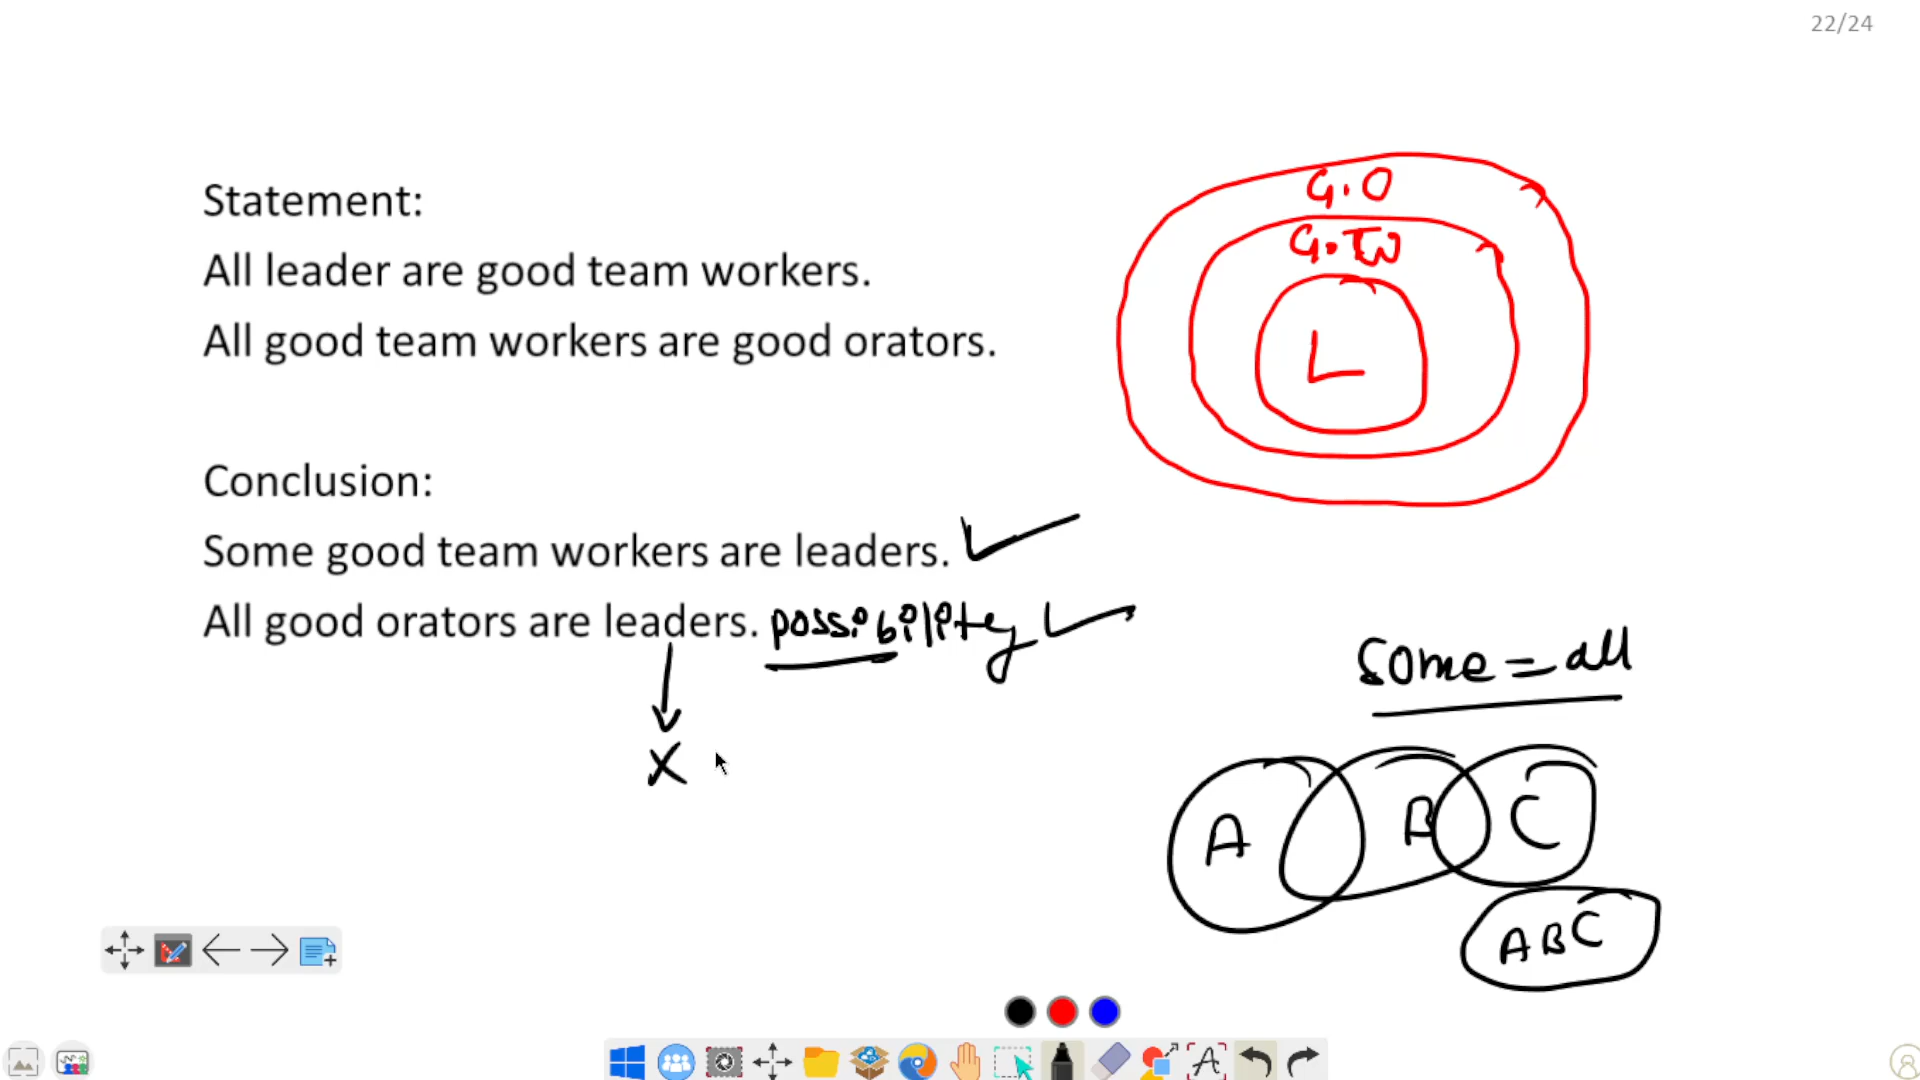 22/24
Statement:
All leader are good team workers.
All good team workers are good orators.
Conclusion:
Some good team workers are leaders.
All good orators are leaders. possibility
X
G.O
G.TW
L
some = all
A B C
ABC